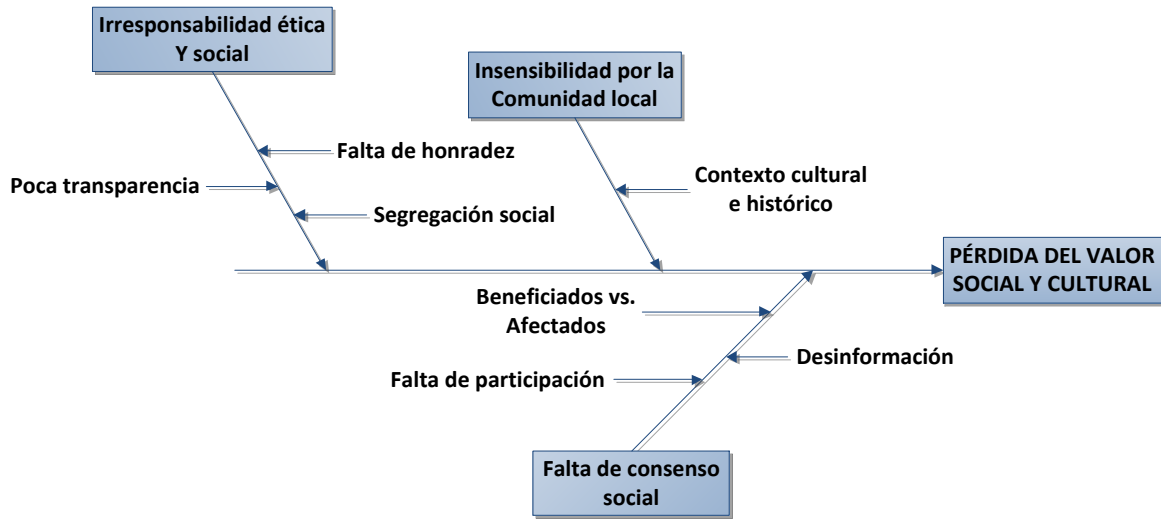 Irresponsabilidad ética
Y social
Insensibilidad por la
Comunidad local
Falta de honradez
Poca transparencia
Segregación social
Contexto cultural
e histórico
PÉRDIDA DEL VALOR
SOCIAL Y CULTURAL
Beneficiados vs.
Afectados
Desinformación
Falta de participación
Falta de consenso
social